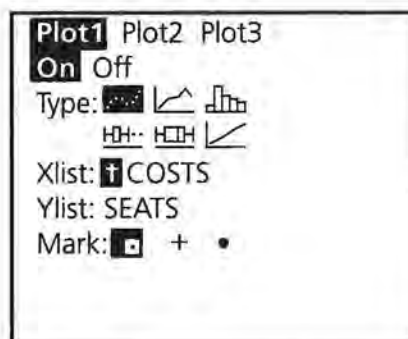 Plot1 Plot2 Plot3
On Off
Type:
Xlist: †COSTS
Ylist: SEATS
Mark: + •